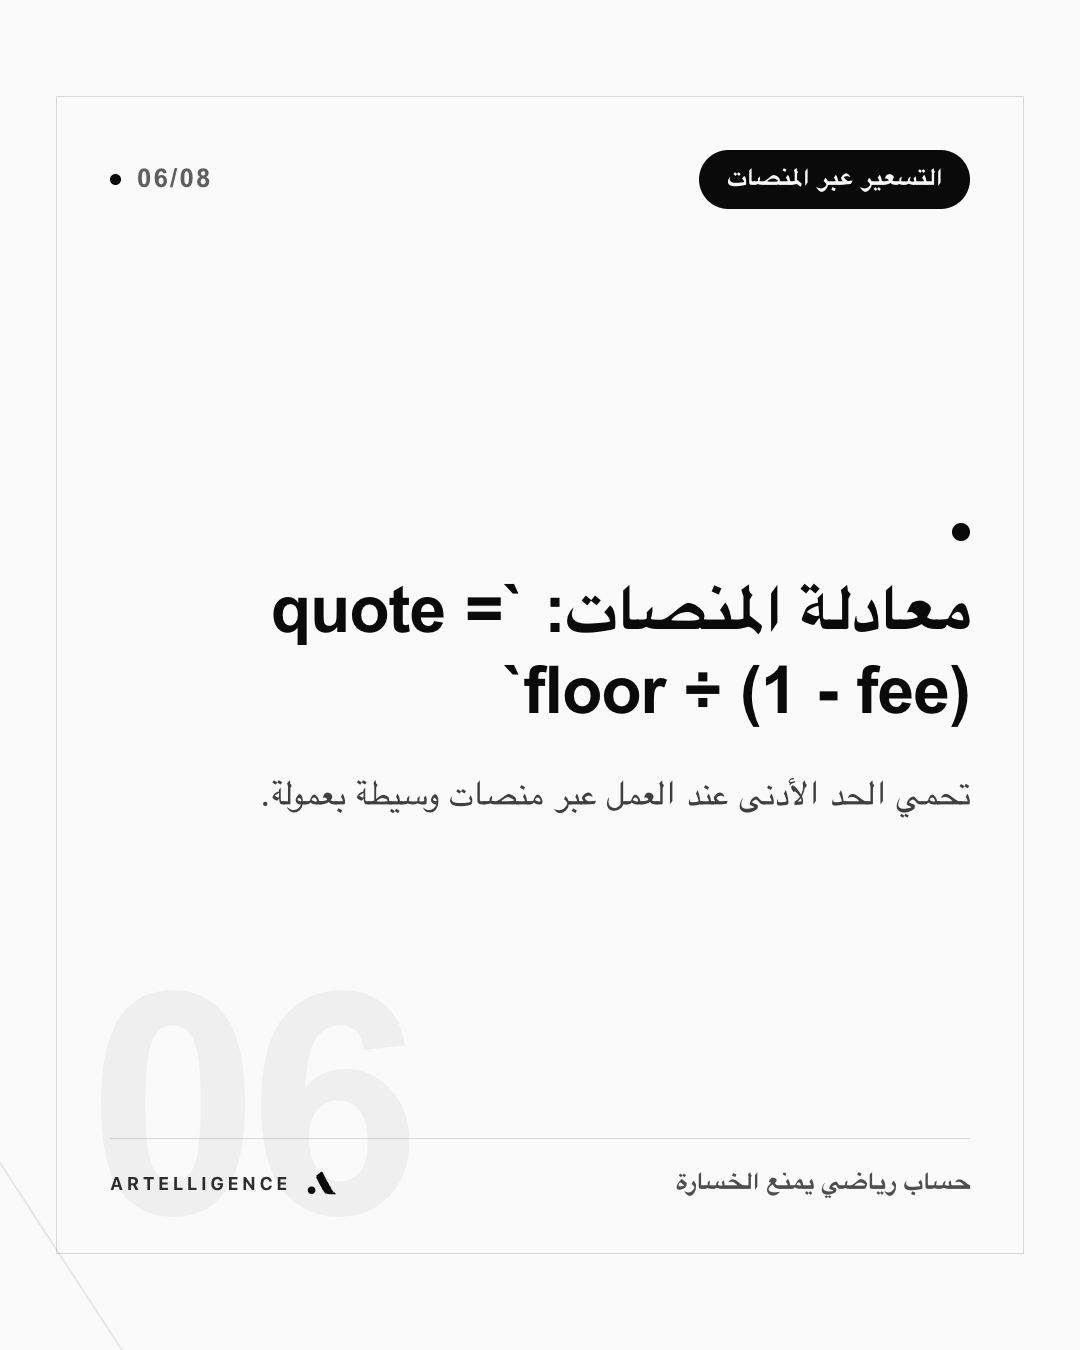 التسعير عبر المنصات
06/08
معادلة المنصات: `quote =
floor ÷ (1 - fee)`
تحمي الحد الأدنى عند العمل عبر منصات وسيطة بعمولة.
06
حساب رياضي يمنع الخسارة
ARTELLIGENCE